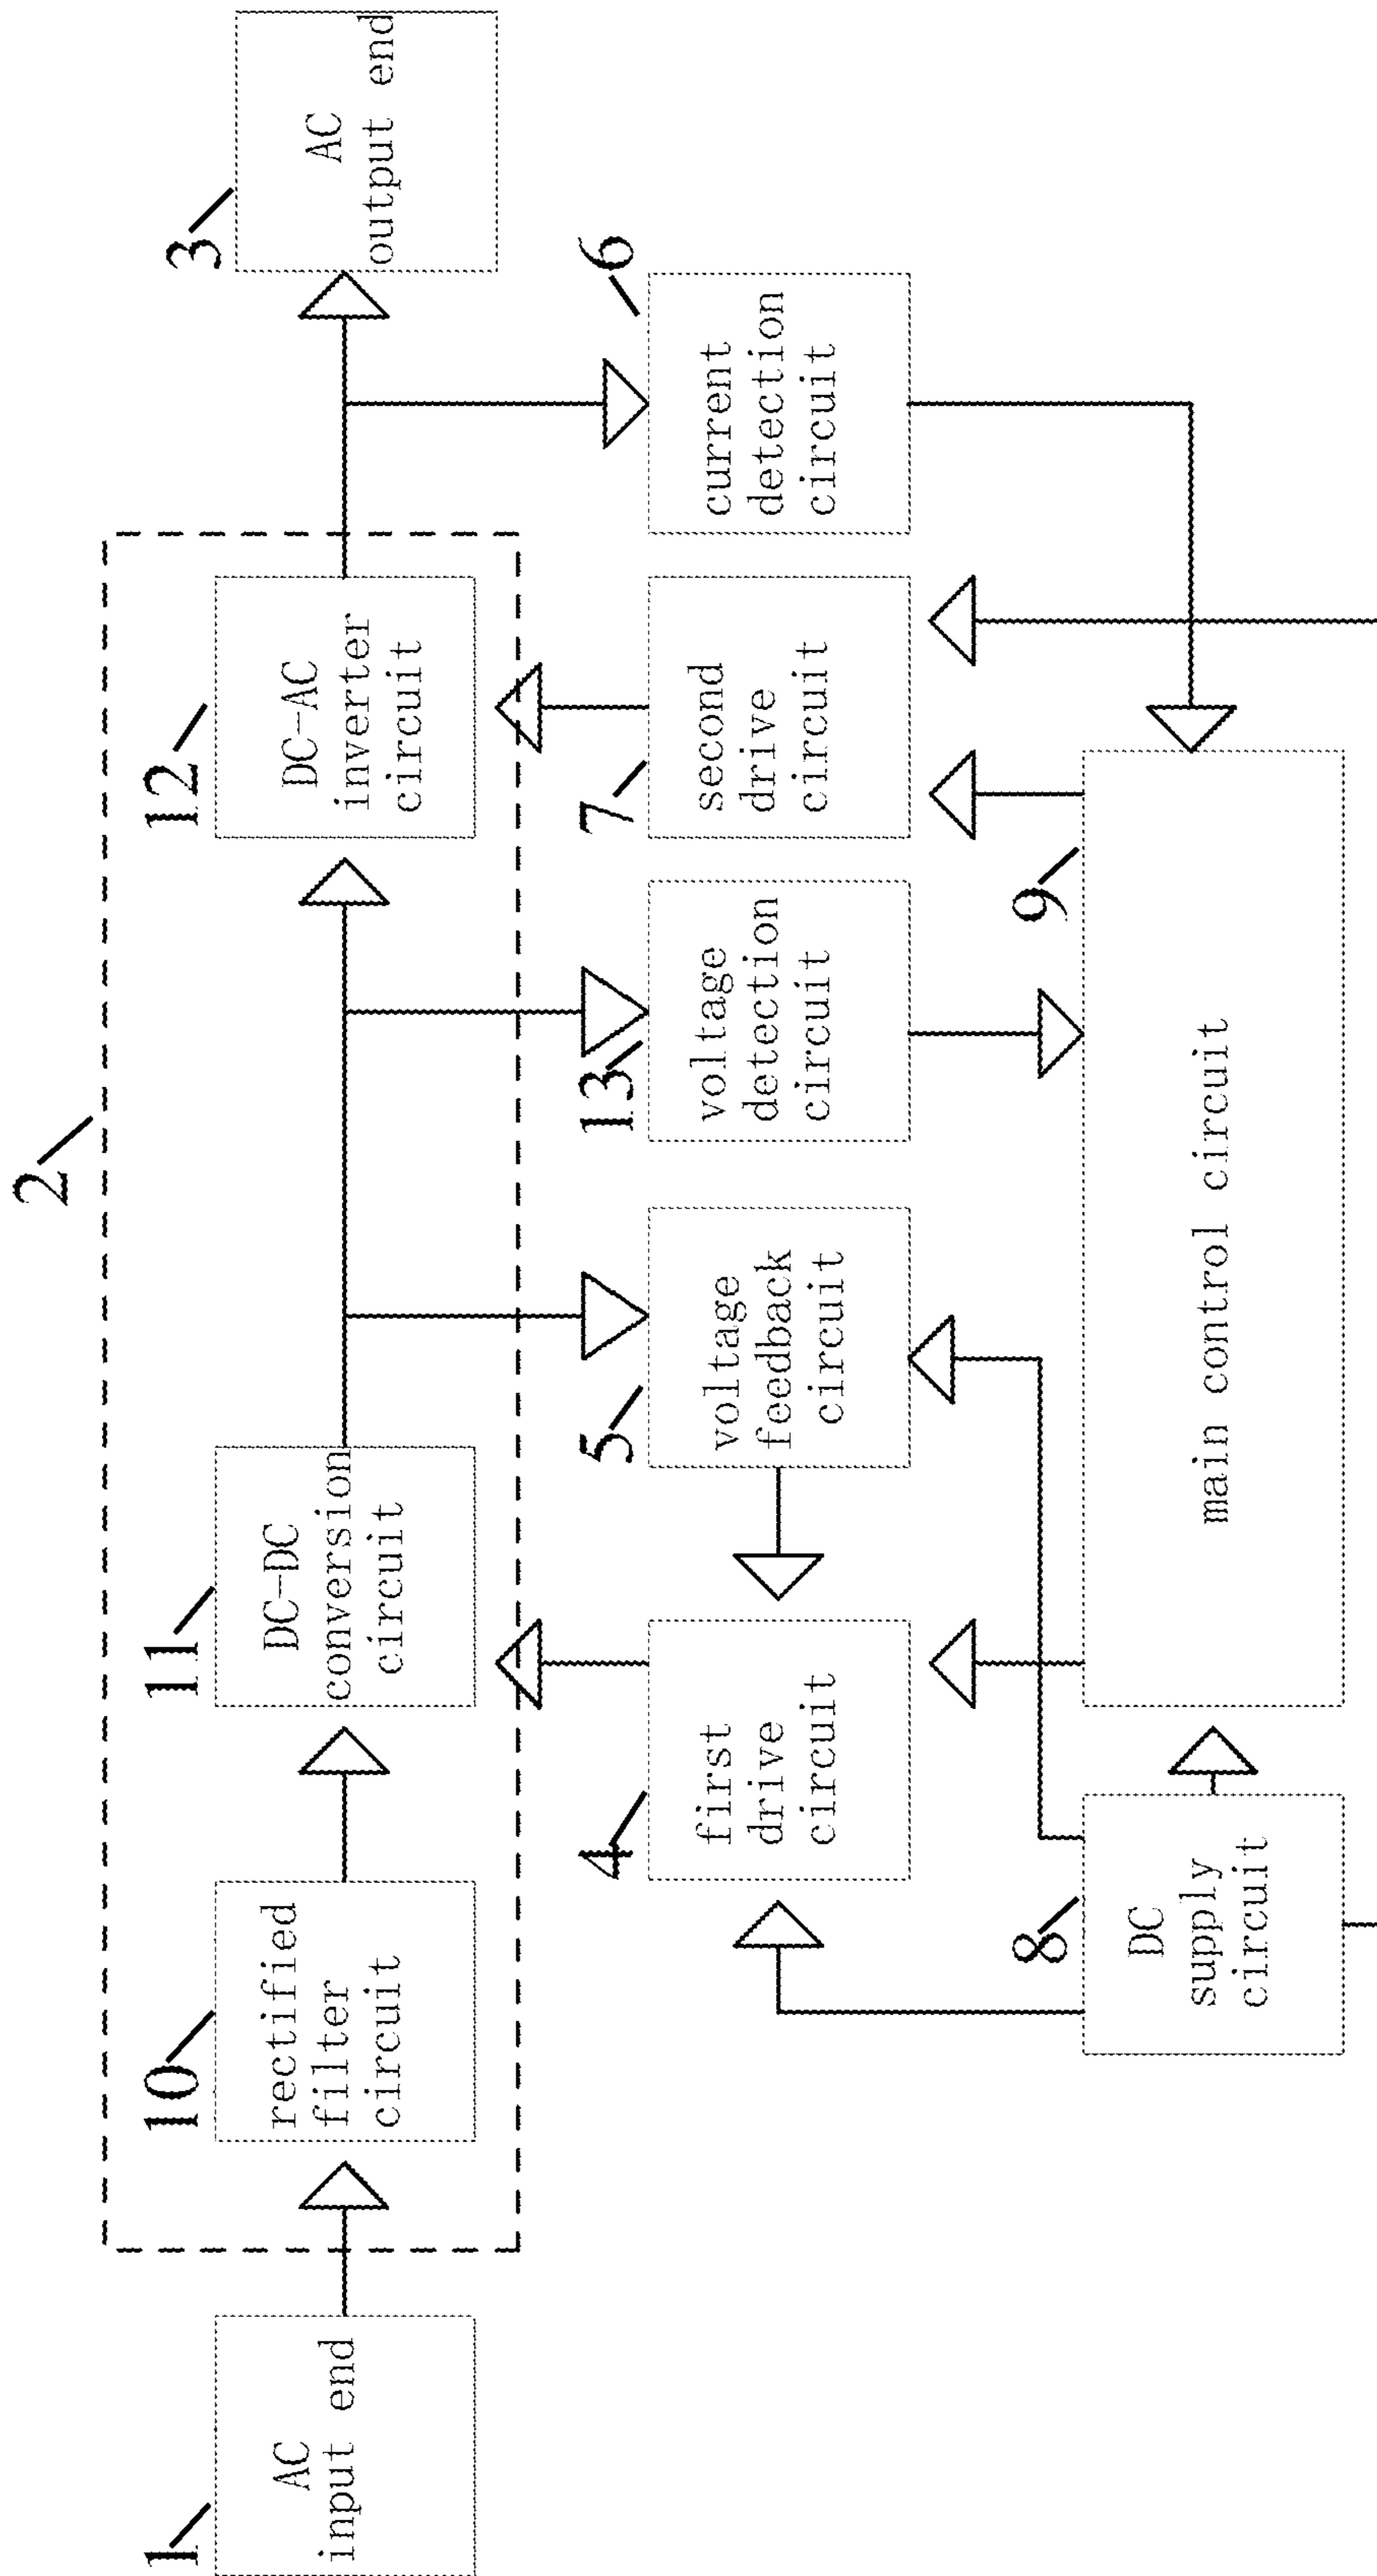 2
1
AC
input end
10
rectified
filter
circuit
11
DC-DC
conversion
circuit
12
DC-AC
inverter
circuit
3
AC
output end
4
first
drive
circuit
5
voltage
feedback
circuit
13
voltage
detection
circuit
7
second
drive
circuit
6
current
detection
circuit
8
DC
supply
circuit
9
main control circuit